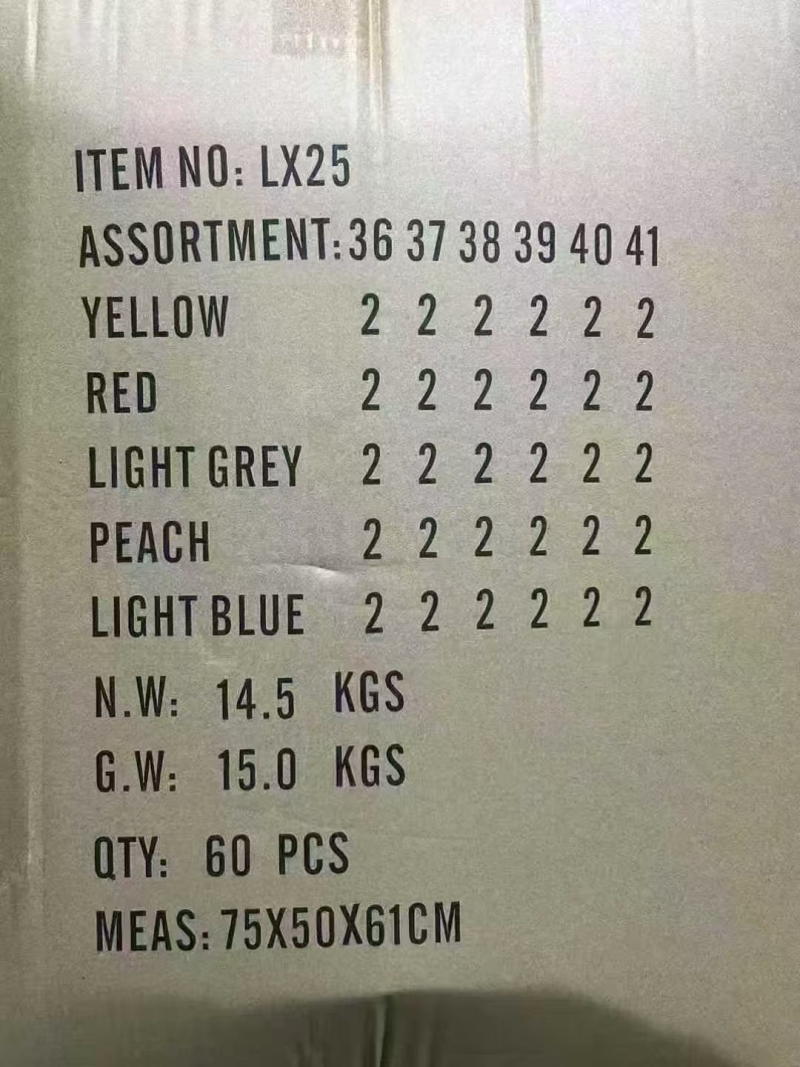 ITEM NO: LX25
ASSORTMENT: 36 37 38 39 40 41
YELLOW 2 2 2 2 2 2
RED 2 2 2 2 2 2
LIGHT GREY 2 2 2 2 2 2
PEACH 2 2 2 2 2 2
LIGHT BLUE 2 2 2 2 2 2
N.W: 14.5 KGS
G.W: 15.0 KGS
QTY: 60 PCS
MEAS: 75X50X61CM